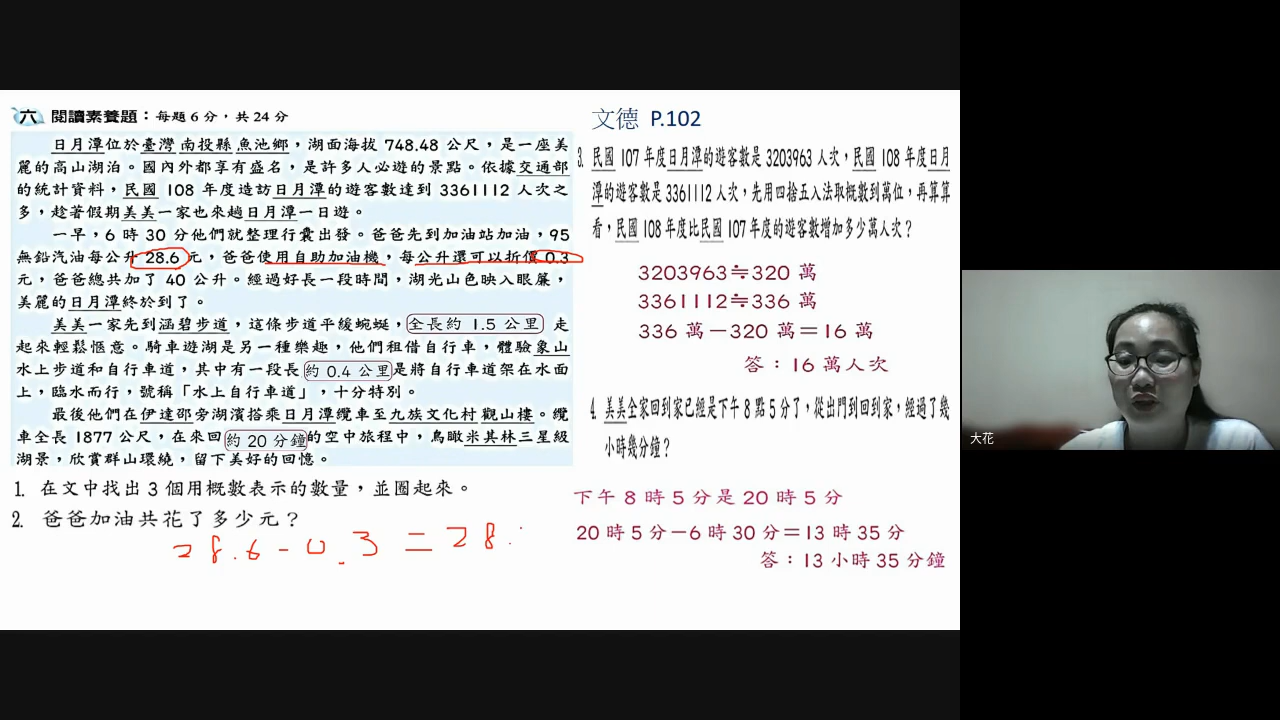 六 閱讀素養題：每題6分，共24分
日月潭位於臺灣南投縣魚池鄉，湖面海拔 748.48 公尺，是一座美
麗的高山湖泊。國內外都享有盛名，是許多人必遊的景點。依據交通部
的統計資料，民國 108 年度造訪日月潭的遊客數達到 3361112 人次之
多，趁著假期美美一家也來趟日月潭一日遊。
一早，6 時 30 分他們就整理行囊出發。爸爸先到加油站加油，95
無鉛汽油每公升 28.6 元，爸爸使用自助加油機，每公升還可以折價 0.3
元，爸爸總共加了 40 公升。經過好長一段時間，湖光山色映入眼簾，
美麗的日月潭終於到了。
美美一家先到涵碧步道，這條步道平緩蜿蜒，全長約 1.5 公里 走
起來輕鬆愜意。騎車遊湖是另一種樂趣，他們租借自行車，體驗象山
水上步道和自行車道，其中有一段長 約 0.4 公里是將自行車道架在水面
上，臨水而行，號稱「水上自行車道」，十分特別。
最後他們在伊達邵旁湖濱搭乘日月潭纜車至九族文化村觀山樓。纜
車全長 1877 公尺，在來回 約 20 分鐘的空中旅程中，鳥瞰米其林三星級
湖景，欣賞群山環繞，留下美好的回憶。
1. 在文中找出 3 個用概數表示的數量，並圈起來。
2. 爸爸加油共花了多少元？
28.6-0.3=28.
文德 P.102
3. 民國 107 年度日月潭的遊客數是 3203963 人次，民國 108 年度日月
潭的遊客數是 3361112 人次，先用四捨五入法取概數到萬位，再算算
看，民國 108 年度比民國 107 年度的遊客數增加多少萬人次？
3203963≒320 萬
3361112≒336 萬
336 萬－320 萬＝16 萬
答：16 萬人次
4. 美美全家回到家已經是下午 8 點 5 分了，從出門到回到家，經過了幾
小時幾分鐘？
下午 8 時 5 分是 20 時 5 分
20 時 5 分－6 時 30 分＝13 時 35 分
答：13 小時 35 分鐘
大花